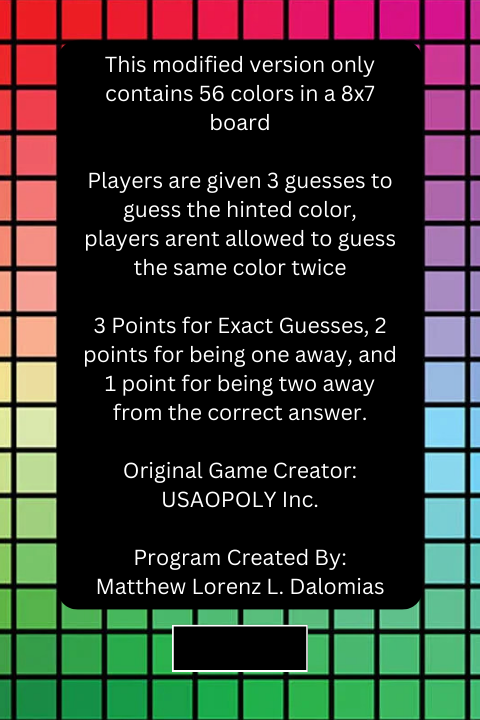 This modified version only
contains 56 colors in a 8x7
board
Players are given 3 guesses to
guess the hinted color,
players arent allowed to guess
the same color twice
3 Points for Exact Guesses, 2
points for being one away, and
1 point for being two away
from the correct answer.
Original Game Creator:
USAOPOLY Inc.
Program Created By:
Matthew Lorenz L. Dalomias